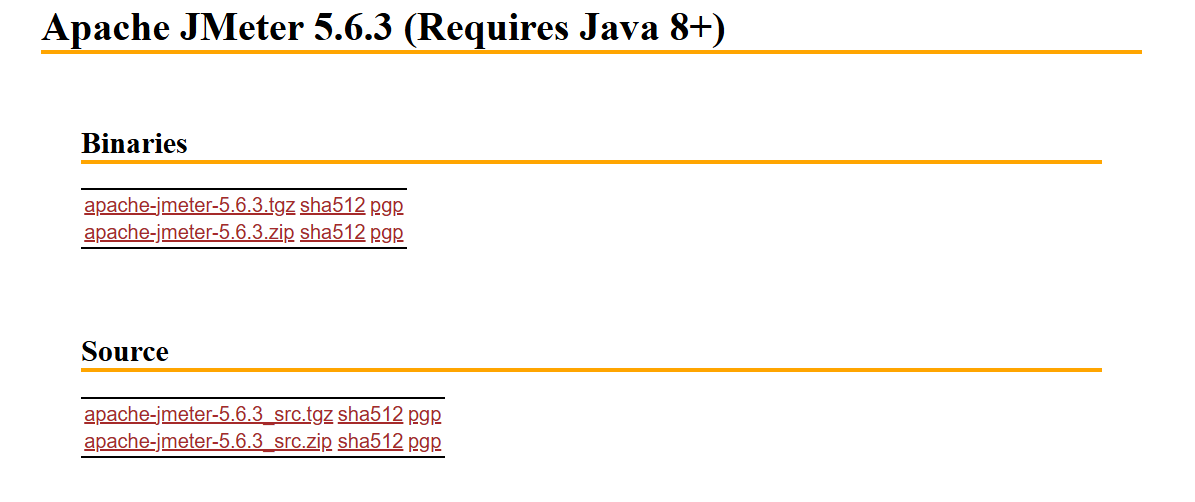 Apache JMeter 5.6.3 (Requires Java 8+)
Binaries
apache-jmeter-5.6.3.tgz sha512 pgp
apache-jmeter-5.6.3.zip sha512 pgp
Source
apache-jmeter-5.6.3_src.tgz sha512 pgp
apache-jmeter-5.6.3_src.zip sha512 pgp